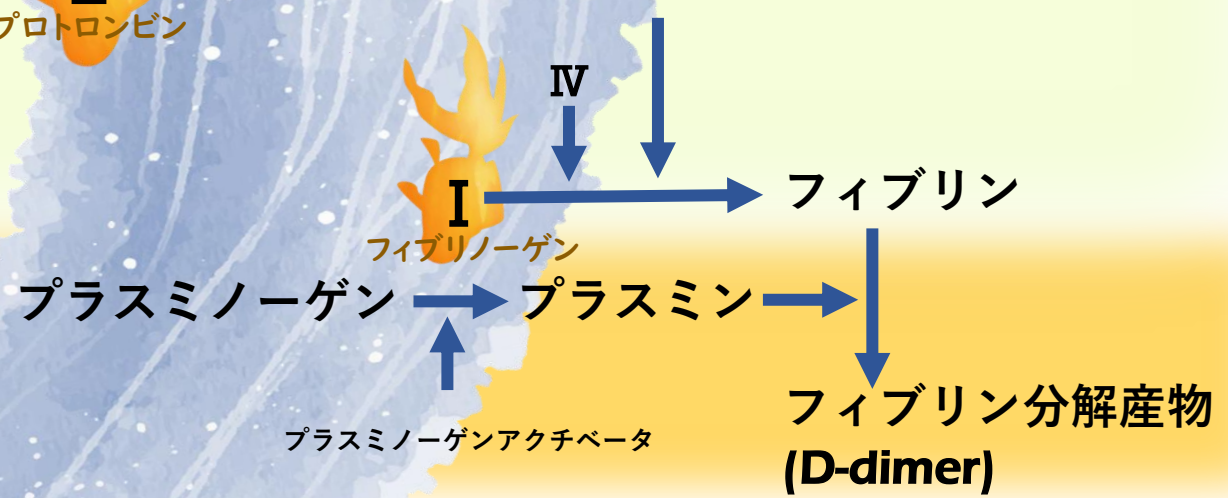 プロトロンビン
Ⅳ
Ⅰ
フィブリン
フィブリノーゲン
プラスミノーゲン
プラスミン
フィブリン分解産物
(D-dimer)
プラスミノーゲンアクチベータ